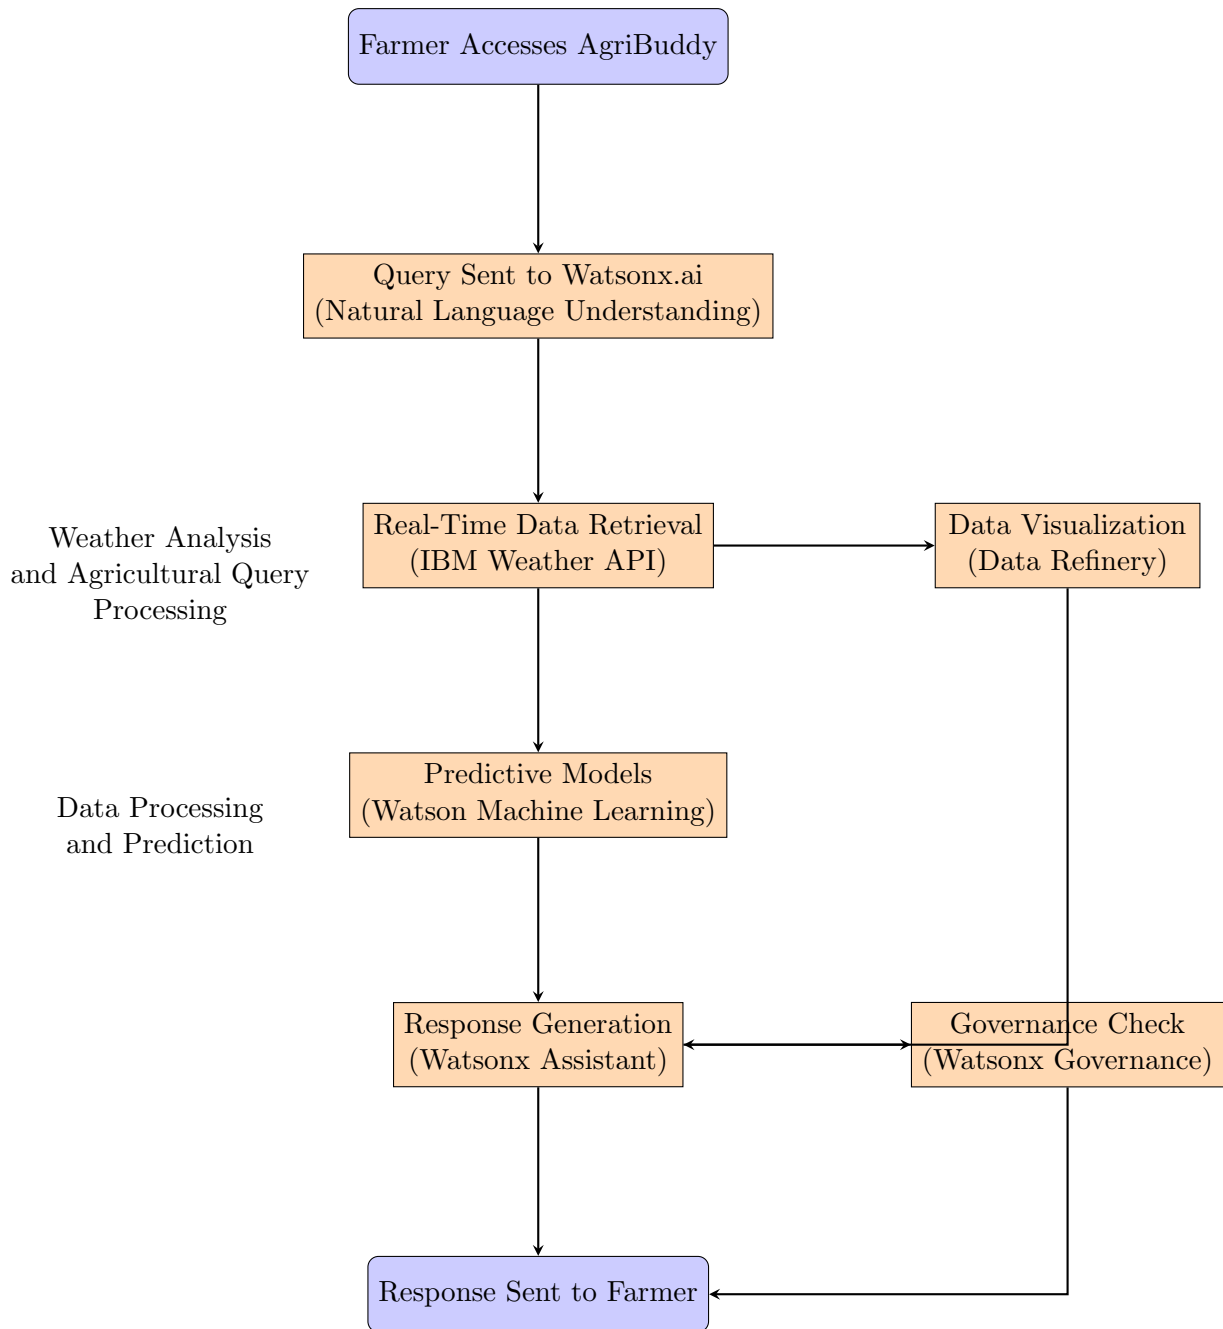 Farmer Accesses AgriBuddy
Query Sent to Watsonx.ai
(Natural Language Understanding)
Weather Analysis
and Agricultural Query
Processing
Real-Time Data Retrieval
(IBM Weather API)
Data Visualization
(Data Refinery)
Data Processing
and Prediction
Predictive Models
(Watson Machine Learning)
Response Generation
(Watsonx Assistant)
Governance Check
(Watsonx Governance)
Response Sent to Farmer